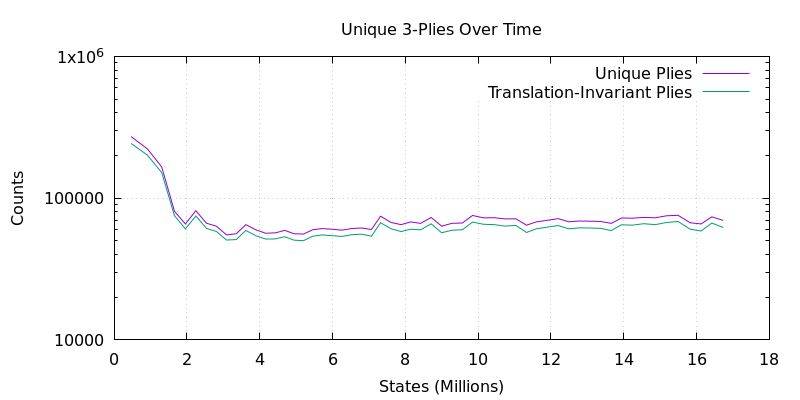 Unique 3-Plies Over Time
1x10^6
Unique Plies
Translation-Invariant Plies
Counts
100000
10000
0 2 4 6 8 10 12 14 16 18
States (Millions)